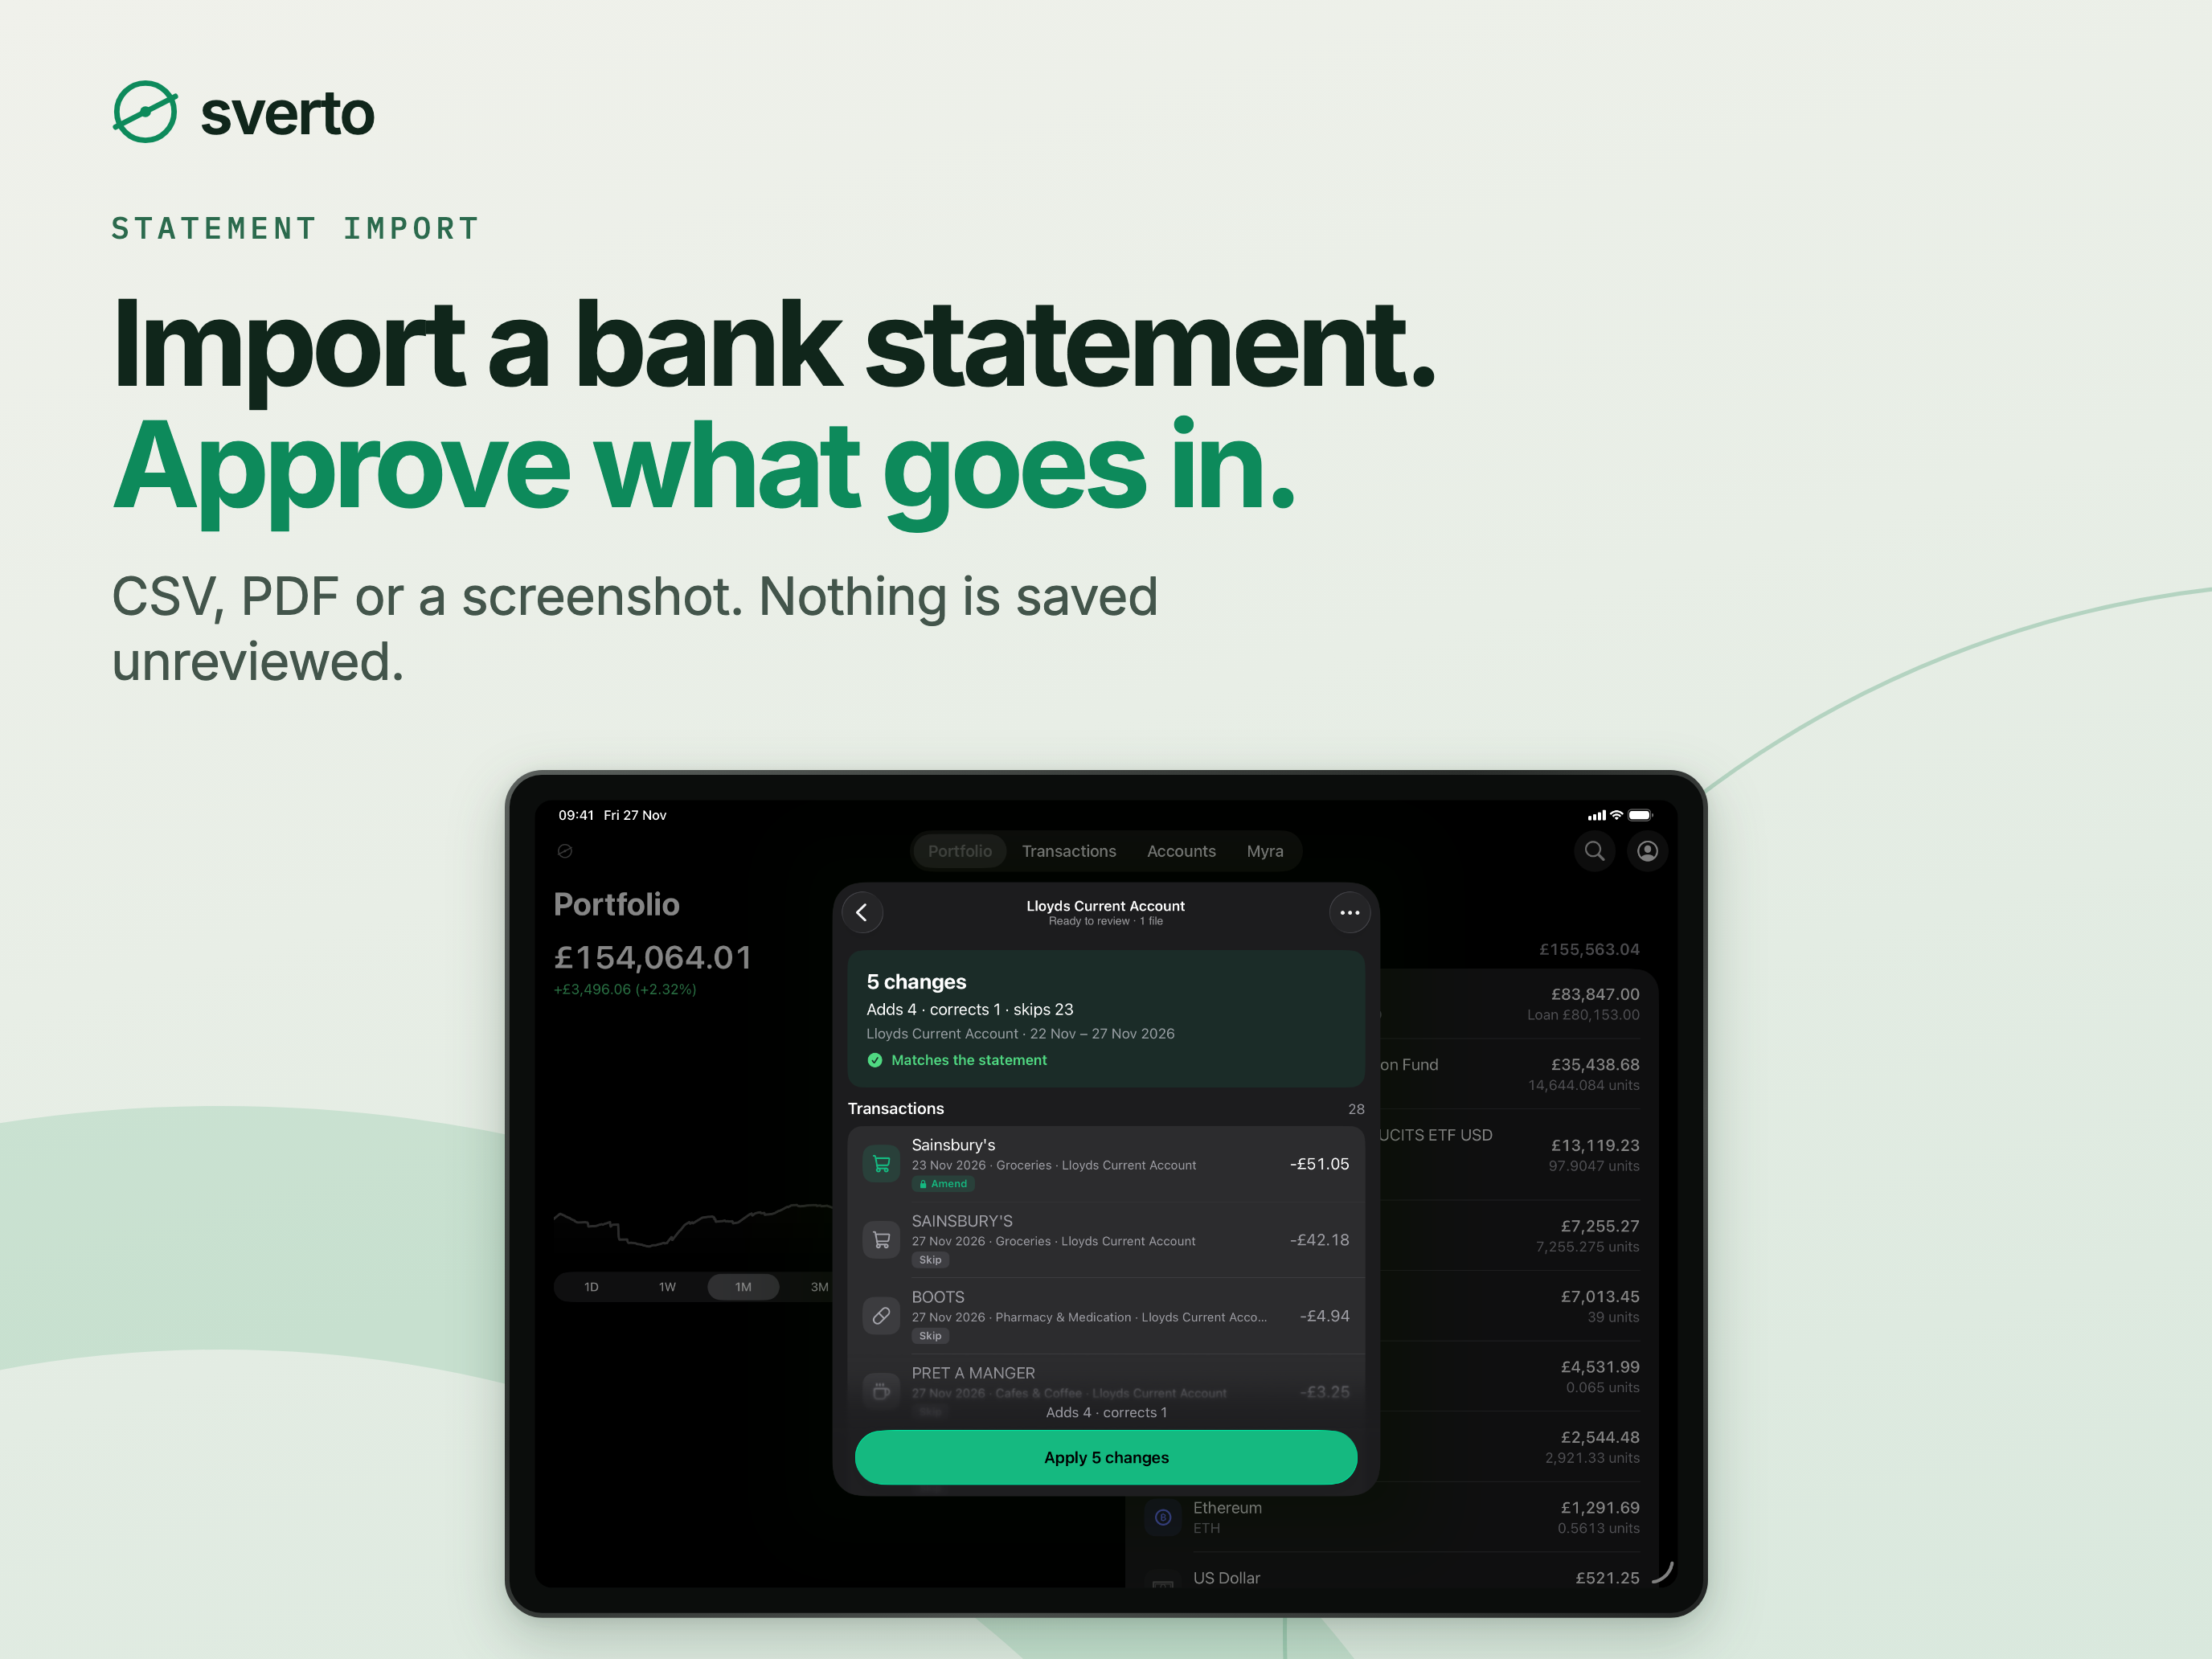 sverto
STATEMENT IMPORT
Import a bank statement.
Approve what goes in.
CSV, PDF or a screenshot. Nothing is saved
unreviewed.
09:41 Fri 27 Nov
Portfolio Transactions Accounts Myra
Portfolio
£154,064.01
+£3,496.06 (+2.32%)
1D 1W 1M 3M
Lloyds Current Account
Ready to review · 1 file
5 changes
Adds 4 · corrects 1 · skips 23
Lloyds Current Account · 22 Nov – 27 Nov 2026
Matches the statement
Transactions 28
Sainsbury's
23 Nov 2026 · Groceries · Lloyds Current Account
-£51.05
Amend
SAINSBURY'S
27 Nov 2026 · Groceries · Lloyds Current Account
-£42.18
Skip
BOOTS
27 Nov 2026 · Pharmacy & Medication · Lloyds Current Acco...
-£4.94
Skip
PRET A MANGER
27 Nov 2026 · Cafes & Coffee · Lloyds Current Account
-£3.25
Adds 4 · corrects 1
Apply 5 changes
£155,563.04
£83,847.00
Loan £80,153.00
on Fund
£35,438.68
14,644.084 units
UCITS ETF USD
£13,119.23
97.9047 units
£7,255.27
7,255.275 units
£7,013.45
39 units
£4,531.99
0.065 units
£2,544.48
2,921.33 units
Ethereum
£1,291.69
ETH
0.5613 units
US Dollar
£521.25